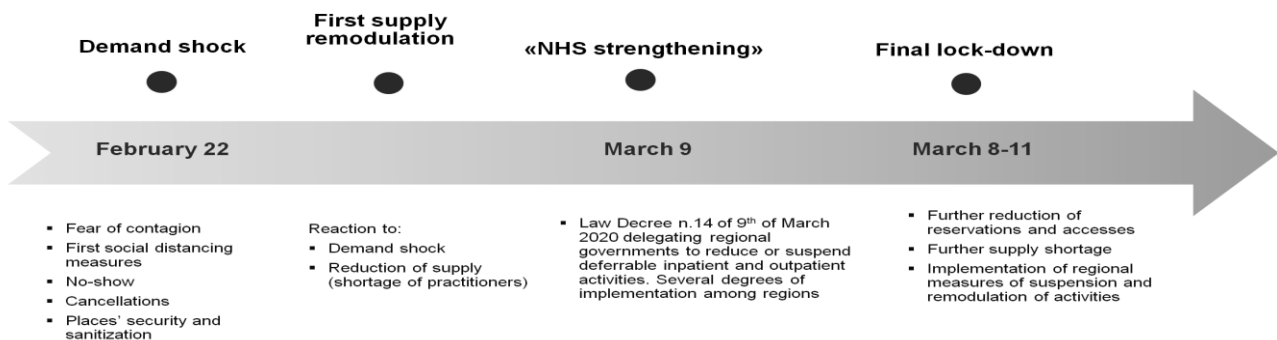 Demand shock
First supply
remodulation
«NHS strengthening»
Final lock-down
February 22
March 9
March 8-11
▪ Fear of contagion
▪ First social distancing
measures
▪ No-show
▪ Cancellations
▪ Places' security and
sanitization
Reaction to:
▪ Demand shock
▪ Reduction of supply
(shortage of practitioners)
▪ Law Decree n.14 of 9th of March
2020 delegating regional
governments to reduce or suspend
deferrable inpatient and outpatient
activities. Several degrees of
implementation among regions
▪ Further reduction of
reservations and accesses
▪ Further supply shortage
▪ Implementation of regional
measures of suspension and
remodulation of activities